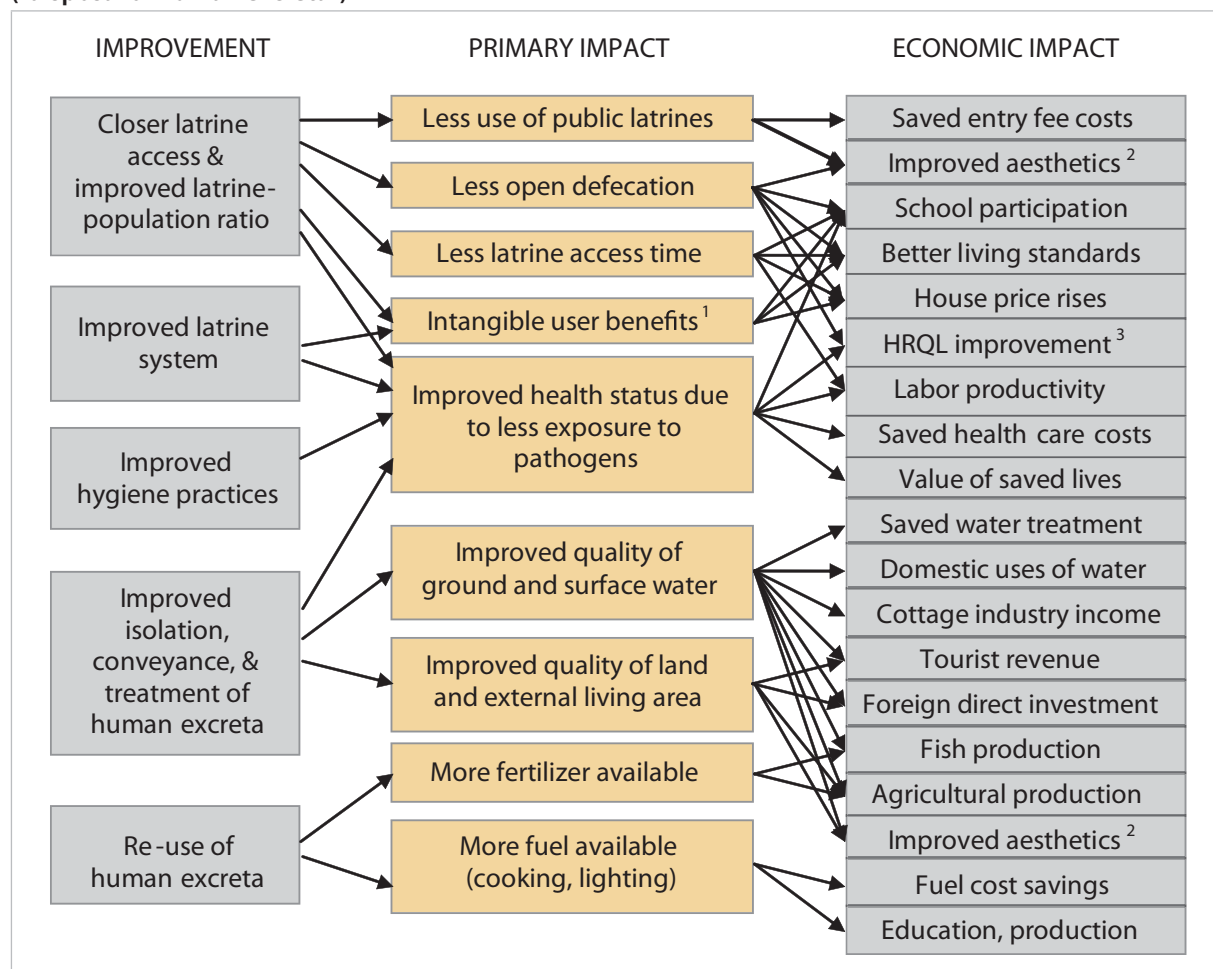 IMPROVEMENT
PRIMARY IMPACT
ECONOMIC IMPACT
Closer latrine
access &
improved latrine-
population ratio
Improved latrine
system
Improved
hygiene practices
Improved
isolation,
conveyance, &
treatment of
human excreta
Re-use of
human excreta
Less use of public latrines
Less open defecation
Less latrine access time
Intangible user benefits 1
Improved health status due
to less exposure to
pathogens
Improved quality of
ground and surface water
Improved quality of land
and external living area
More fertilizer available
More fuel available
(cooking, lighting)
Saved entry fee costs
Improved aesthetics 2
School participation
Better living standards
House price rises
HRQL improvement 3
Labor productivity
Saved health care costs
Value of saved lives
Saved water treatment
Domestic uses of water
Cottage industry income
Tourist revenue
Foreign direct investment
Fish production
Agricultural production
Improved aesthetics 2
Fuel cost savings
Education, production